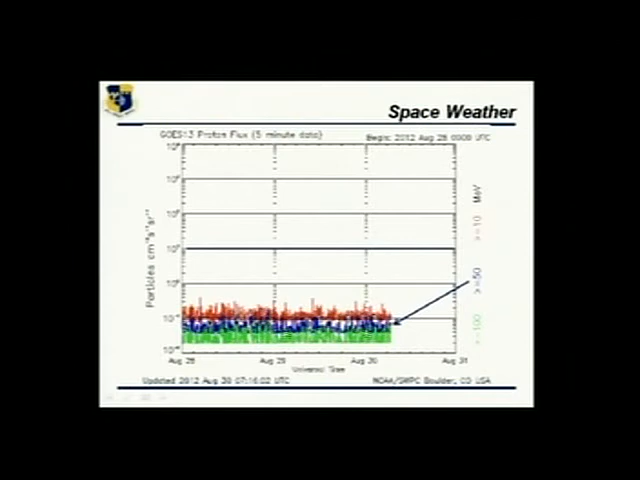 Space Weather
GOES13 Proton Flux (5 minute data)
Begin: 2012 Aug 28 0000 UTC
Particles cm⁻²s⁻¹sr⁻¹
>=10 MeV
>=50
>=100
Aug 28 Aug 29 Aug 30 Aug 31
Universal Time
Updated 2012 Aug 30 07:16:02 UTC
NOAA/SWPC Boulder, CO USA